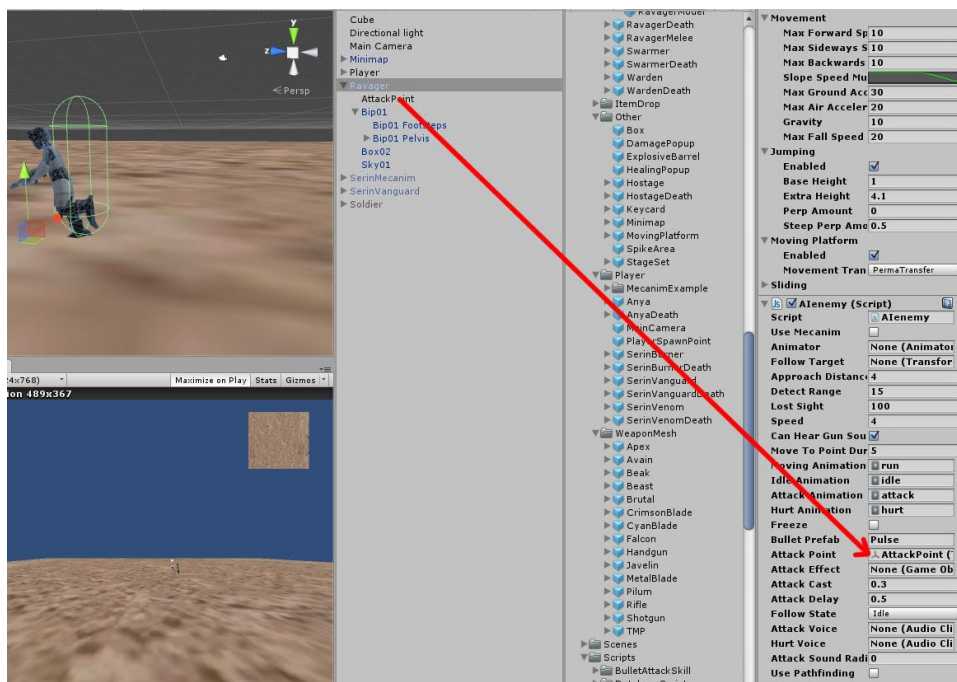 y
z
Persp
24x768)
Maximize on Play Stats Gizmos
ion 489x367
Cube
Directional light
Main Camera
Minimap
Player
Ravager
AttackPoint
Bip01
Bip01 Footsteps
Bip01 Pelvis
Box02
Sky01
SerinMecanim
SerinVanguard
Soldier
RavagerModel
RavagerDeath
RavagerMelee
Swarmer
SwarmerDeath
Warden
WardenDeath
ItemDrop
Other
Box
DamagePopup
ExplosiveBarrel
HealingPopup
Hostage
HostageDeath
Keycard
Minimap
MovingPlatform
SpikeArea
StageSet
Player
MecanimExample
Anya
AnyaDeath
MainCamera
PlayerSpawnPoint
SerinBurner
SerinBurnerDeath
SerinVanguard
SerinVanguardDeath
SerinVenom
SerinVenomDeath
WeaponMesh
Apex
Avain
Beak
Beast
Brutal
CrimsonBlade
CyanBlade
Falcon
Handgun
Javelin
MetalBlade
Pilum
Rifle
Shotgun
TMP
Scenes
Scripts
BulletAttackSkill
Movement
Max Forward Sp 10
Max Sideways S 10
Max Backwards 10
Slope Speed Mu
Max Ground Acc 30
Max Air Acceler 20
Gravity 10
Max Fall Speed 20
Jumping
Enabled
Base Height 1
Extra Height 4.1
Perp Amount 0
Steep Perp Amo 0.5
Moving Platform
Enabled
Movement Tran PermaTransfer
Sliding
AIenemy (Script)
Script AIenemy
Use Mecanim
Animator None (Animator
Follow Target None (Transfor
Approach Distance 4
Detect Range 15
Lost Sight 100
Speed 4
Can Hear Gun Sou
Move To Point Dur 5
Moving Animation run
Idle Animation idle
Attack Animation attack
Hurt Animation hurt
Freeze
Bullet Prefab Pulse
Attack Point AttackPoint (T
Attack Effect None (Game Ob
Attack Cast 0.3
Attack Delay 0.5
Follow State Idle
Attack Voice None (Audio Cli
Hurt Voice None (Audio Cli
Attack Sound Radi 0
Use Pathfinding